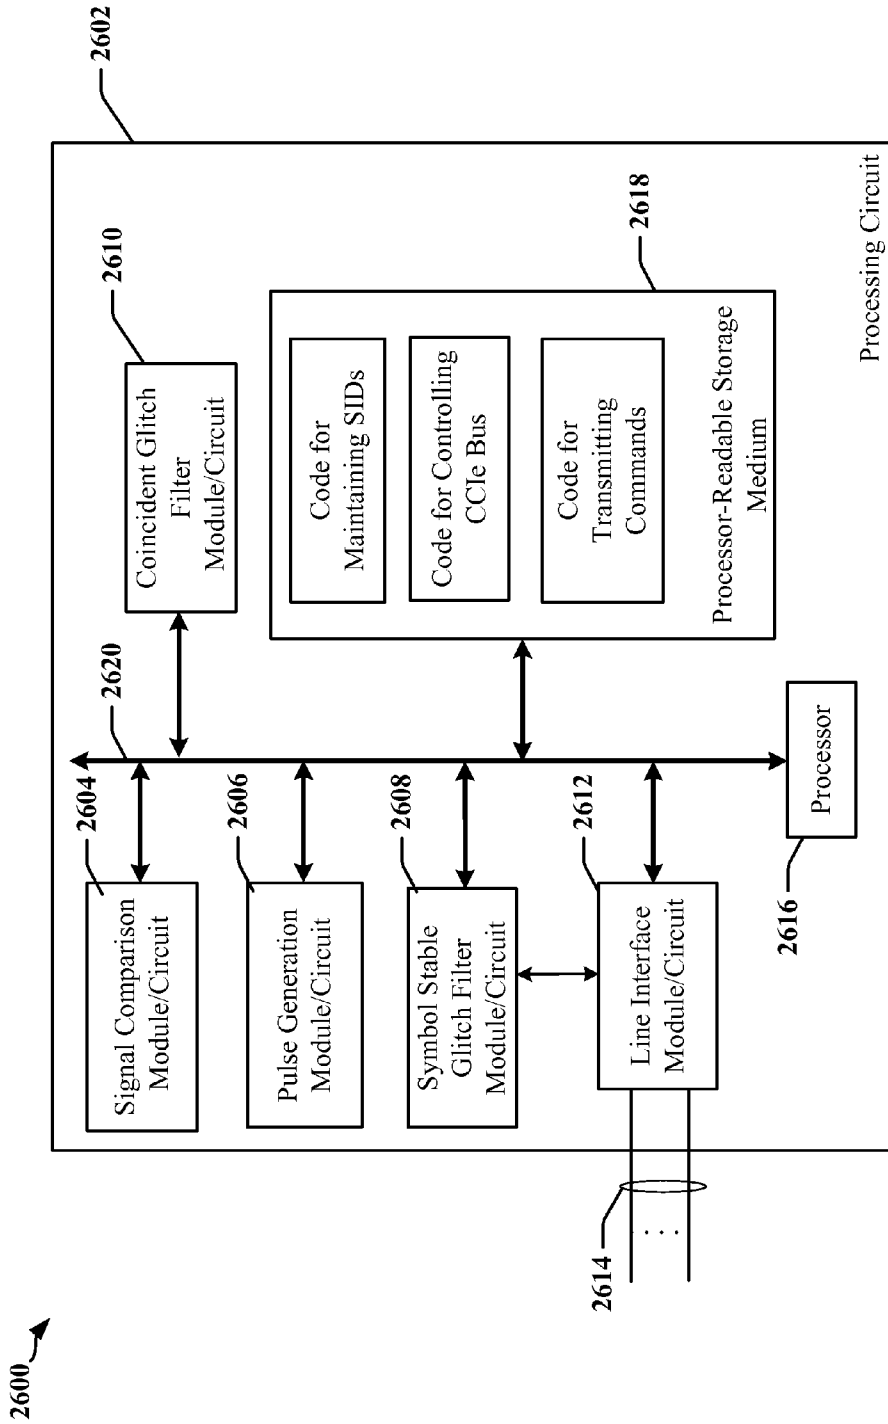 2600
2602
2604
Signal Comparison
Module/Circuit
2606
Pulse Generation
Module/Circuit
2608
Symbol Stable
Glitch Filter
Module/Circuit
2612
Line Interface
Module/Circuit
2614
. . . .
2620
2610
Coincident Glitch
Filter
Module/Circuit
2618
Code for
Maintaining SIDs
Code for Controlling
CCIe Bus
Code for
Transmitting
Commands
Processor-Readable Storage
Medium
2616
Processor
Processing Circuit